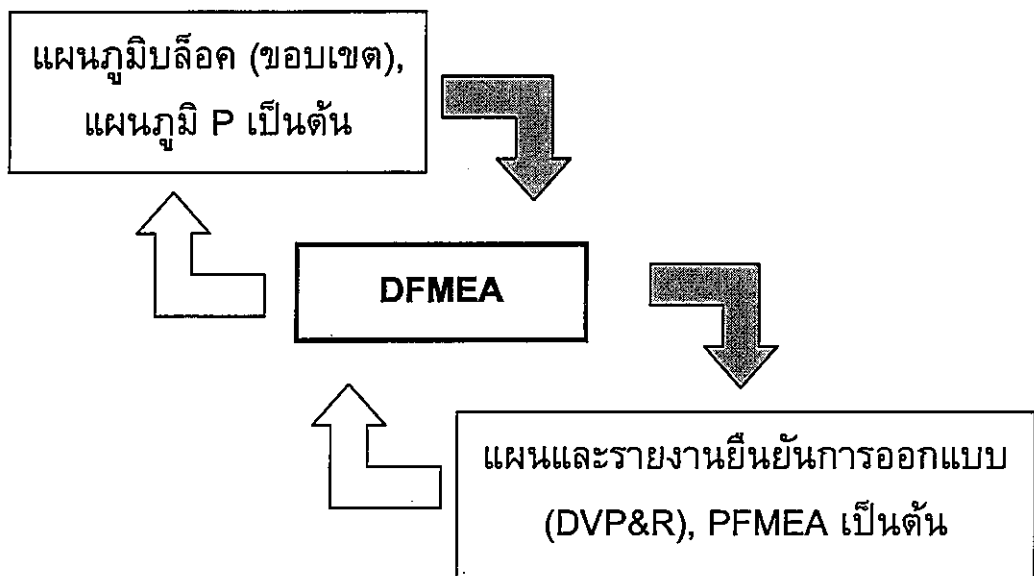 แผนภูมิบล็อค (ขอบเขต),
แผนภูมิ P เป็นต้น
DFMEA
แผนและรายงานยืนยันการออกแบบ
(DVP&R), PFMEA เป็นต้น